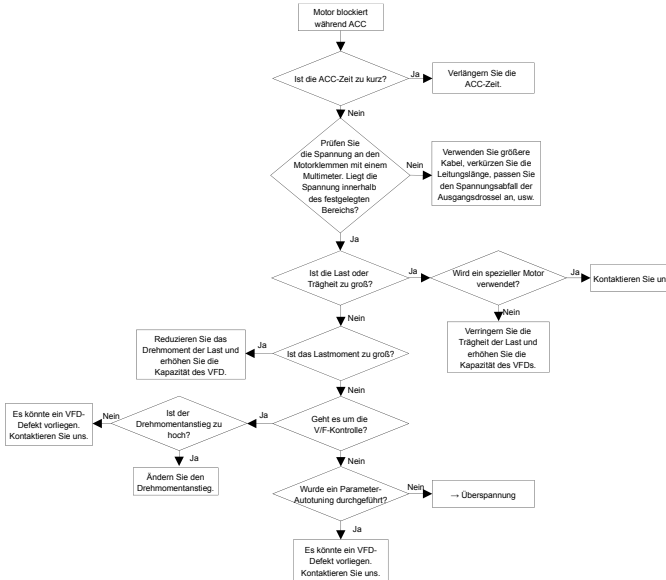 Motor blockiert
während ACC
Ist die ACC-Zeit zu kurz?
Ja
Verlängern Sie die
ACC-Zeit.
Nein
Prüfen Sie
die Spannung an den
Motorklemmen mit einem
Multimeter. Liegt die
Spannung innerhalb
des festgelegten
Bereichs?
Nein
Verwenden Sie größere
Kabel, verkürzen Sie die
Leitungslänge, passen Sie
den Spannungsabfall der
Ausgangsdrossel an, usw.
Ja
Ist die Last oder
Trägheit zu groß?
Ja
Wird ein spezieller Motor
verwendet?
Ja
Kontaktieren Sie un
Nein
Verringern Sie die
Trägheit der Last und
erhöhen Sie die
Kapazität des VFDs.
Nein
Ist das Lastmoment zu groß?
Ja
Reduzieren Sie das
Drehmoment der Last und
erhöhen Sie die
Kapazität des VFD.
Nein
Geht es um die
V/F-Kontrolle?
Ja
Ist der
Drehmomentanstieg zu
hoch?
Nein
Es könnte ein VFD-
Defekt vorliegen.
Kontaktieren Sie uns.
Ja
Ändern Sie den
Drehmomentanstieg.
Nein
Wurde ein Parameter-
Autotuning durchgeführt?
Nein
→ Überspannung
Ja
Es könnte ein VFD-
Defekt vorliegen.
Kontaktieren Sie uns.